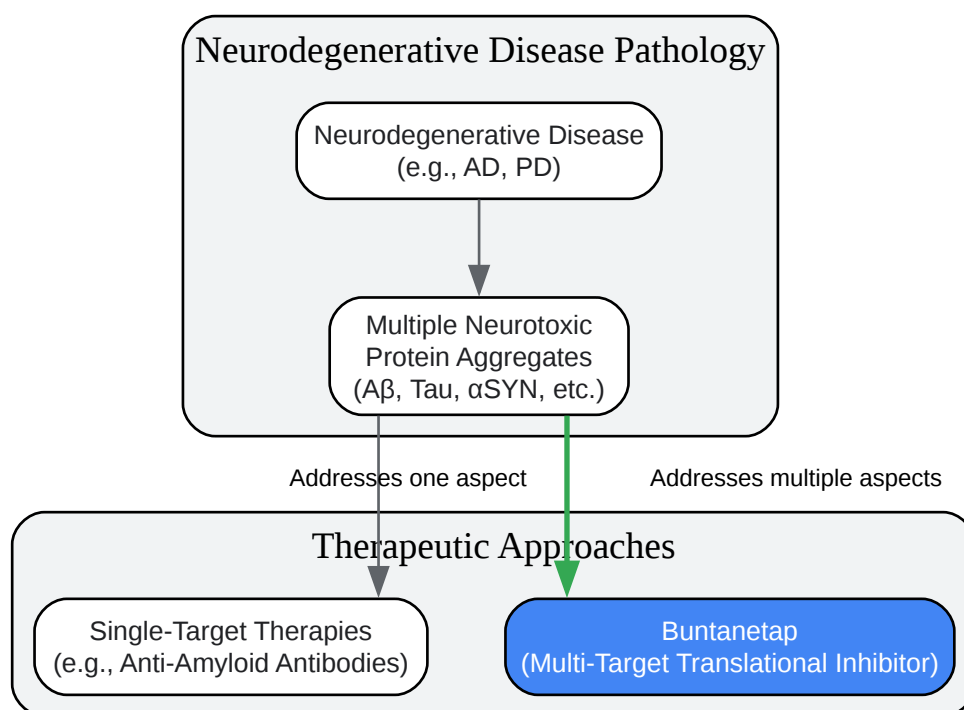 Neurodegenerative Disease Pathology
Neurodegenerative Disease
(e.g., AD, PD)
Multiple Neurotoxic
Protein Aggregates
(Aβ, Tau, αSYN, etc.)
Addresses one aspect
Addresses multiple aspects
Therapeutic Approaches
Single-Target Therapies
(e.g., Anti-Amyloid Antibodies)
Buntanetap
(Multi-Target Translational Inhibitor)